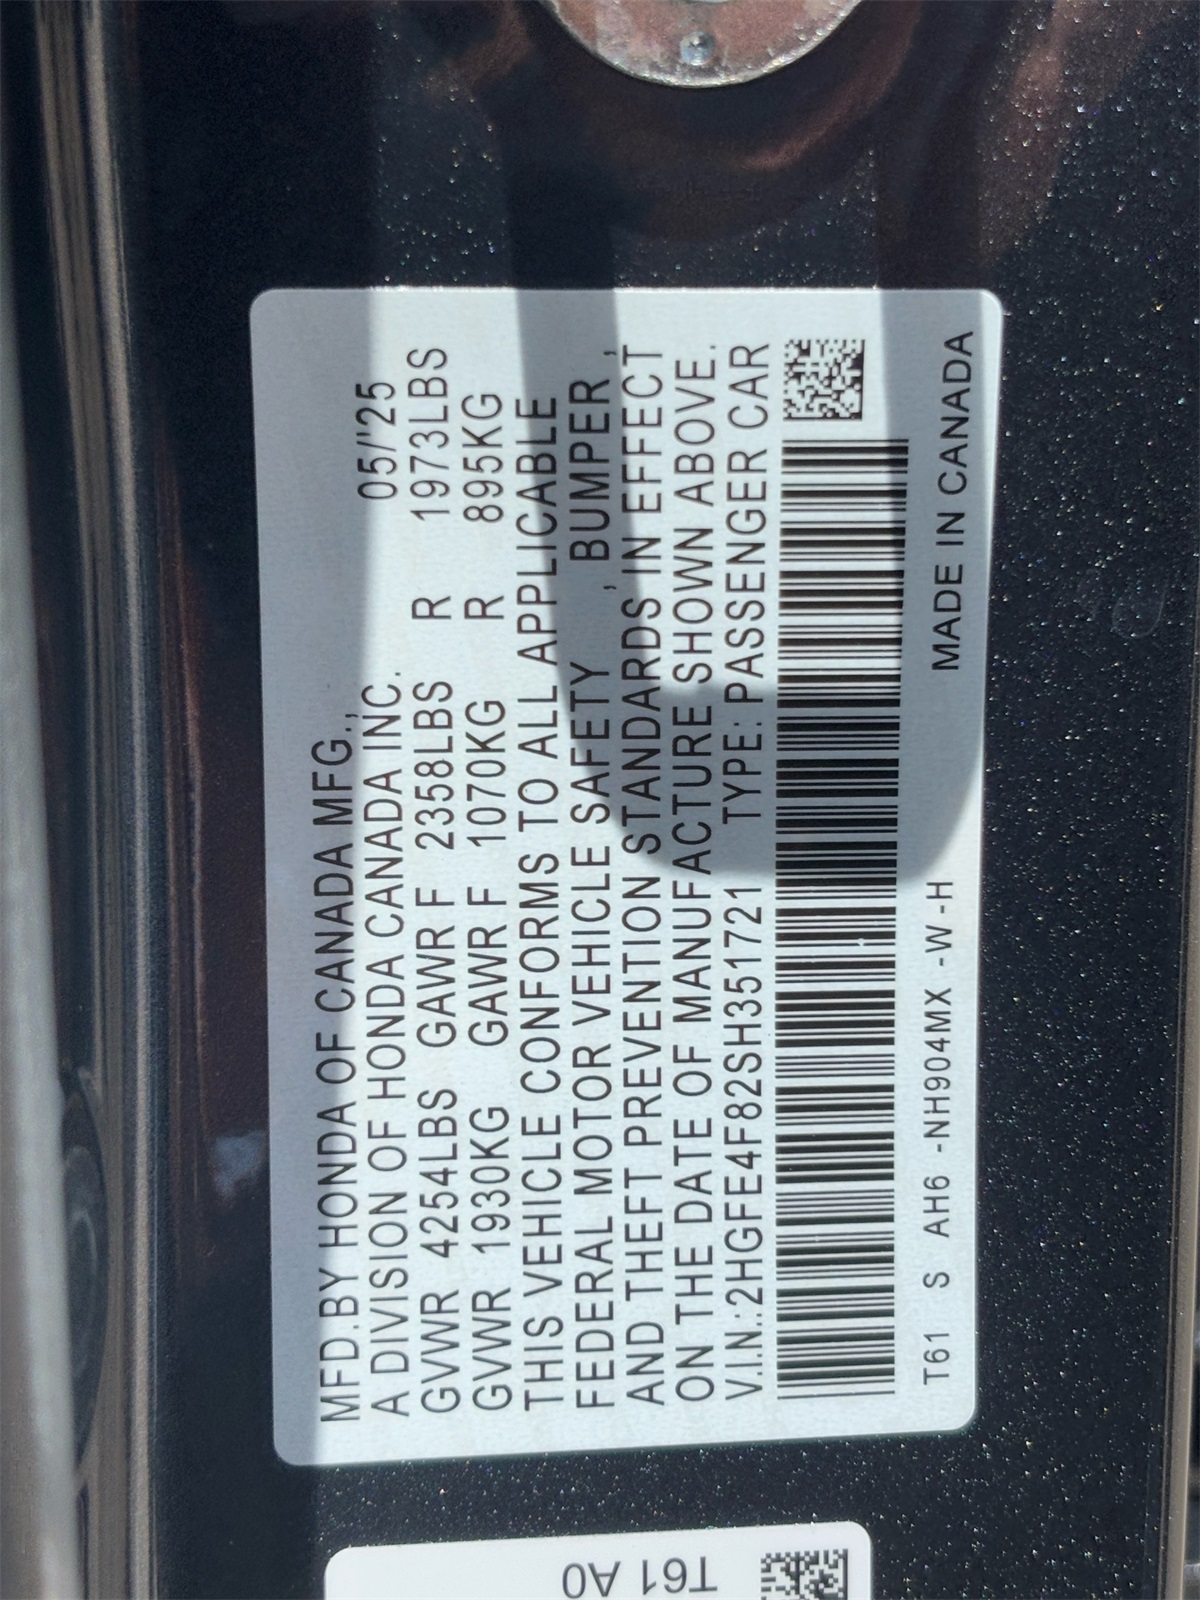 MFD.BY HONDA OF CANADA MFG.,
A DIVISION OF HONDA CANADA INC. 05/'25
GVWR 4254LBS GAWR F 2358LBS R 1973LBS
GVWR 1930KG GAWR F 1070KG R 895KG
THIS VEHICLE CONFORMS TO ALL APPLICABLE
FEDERAL MOTOR VEHICLE SAFETY , BUMPER ,
AND THEFT PREVENTION STANDARDS IN EFFECT
ON THE DATE OF MANUFACTURE SHOWN ABOVE.
V.I.N.:2HGFE4F82SH351721 TYPE: PASSENGER CAR
T61 S AH6 -NH904MX -W -H MADE IN CANADA
T61 A0